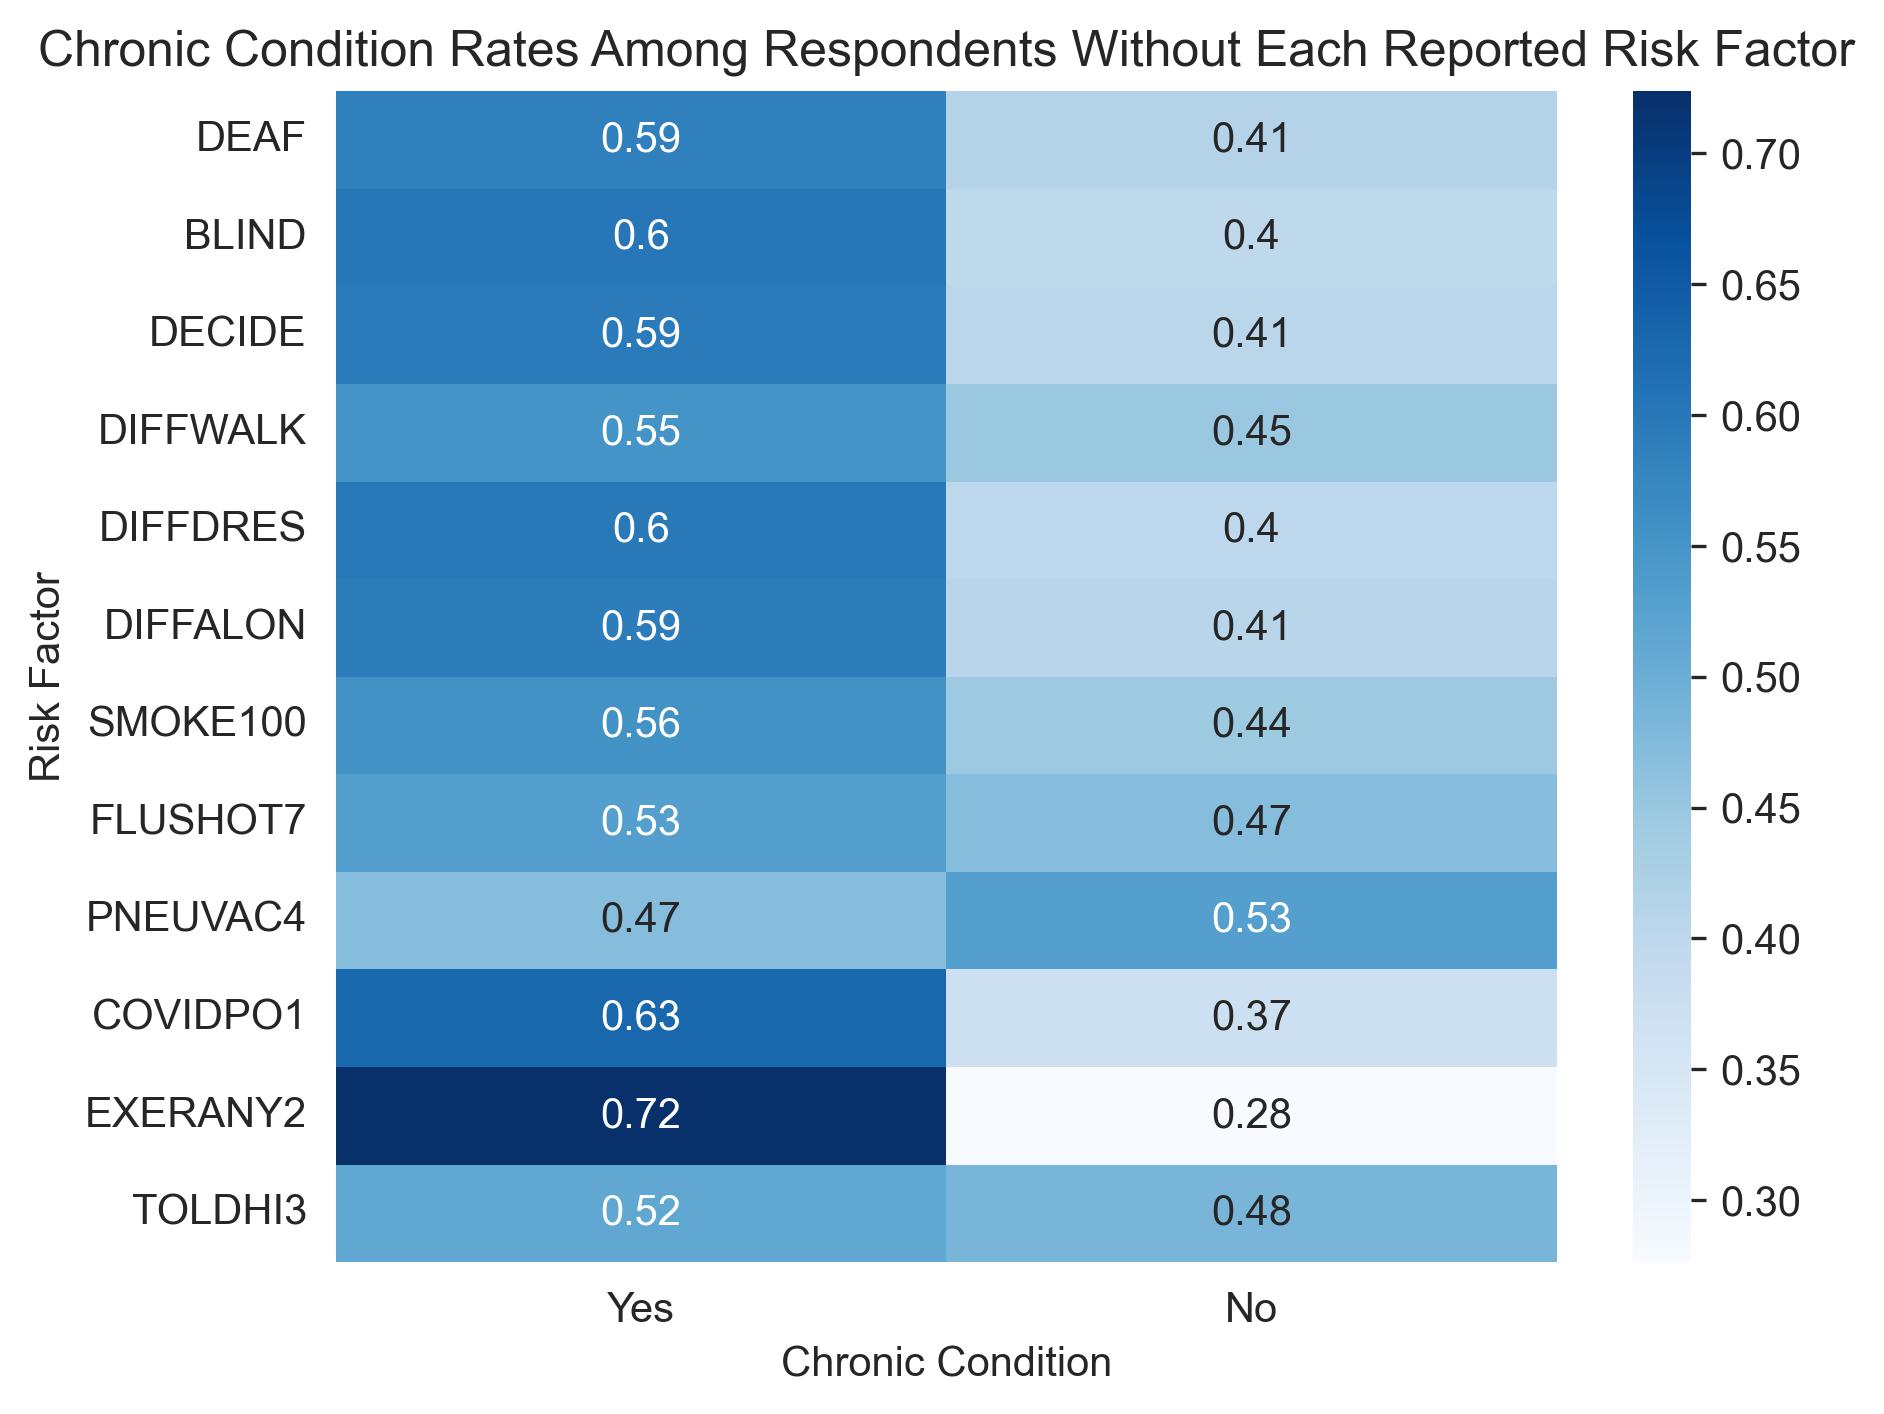 Chronic Condition Rates Among Respondents Without Each Reported Risk Factor
DEAF 0.59 0.41
BLIND 0.6 0.4
DECIDE 0.59 0.41
DIFFWALK 0.55 0.45
DIFFDRES 0.6 0.4
DIFFALON 0.59 0.41
SMOKE100 0.56 0.44
FLUSHOT7 0.53 0.47
PNEUVAC4 0.47 0.53
COVIDPO1 0.63 0.37
EXERANY2 0.72 0.28
TOLDHI3 0.52 0.48
Risk Factor
Yes No
Chronic Condition
0.70
0.65
0.60
0.55
0.50
0.45
0.40
0.35
0.30